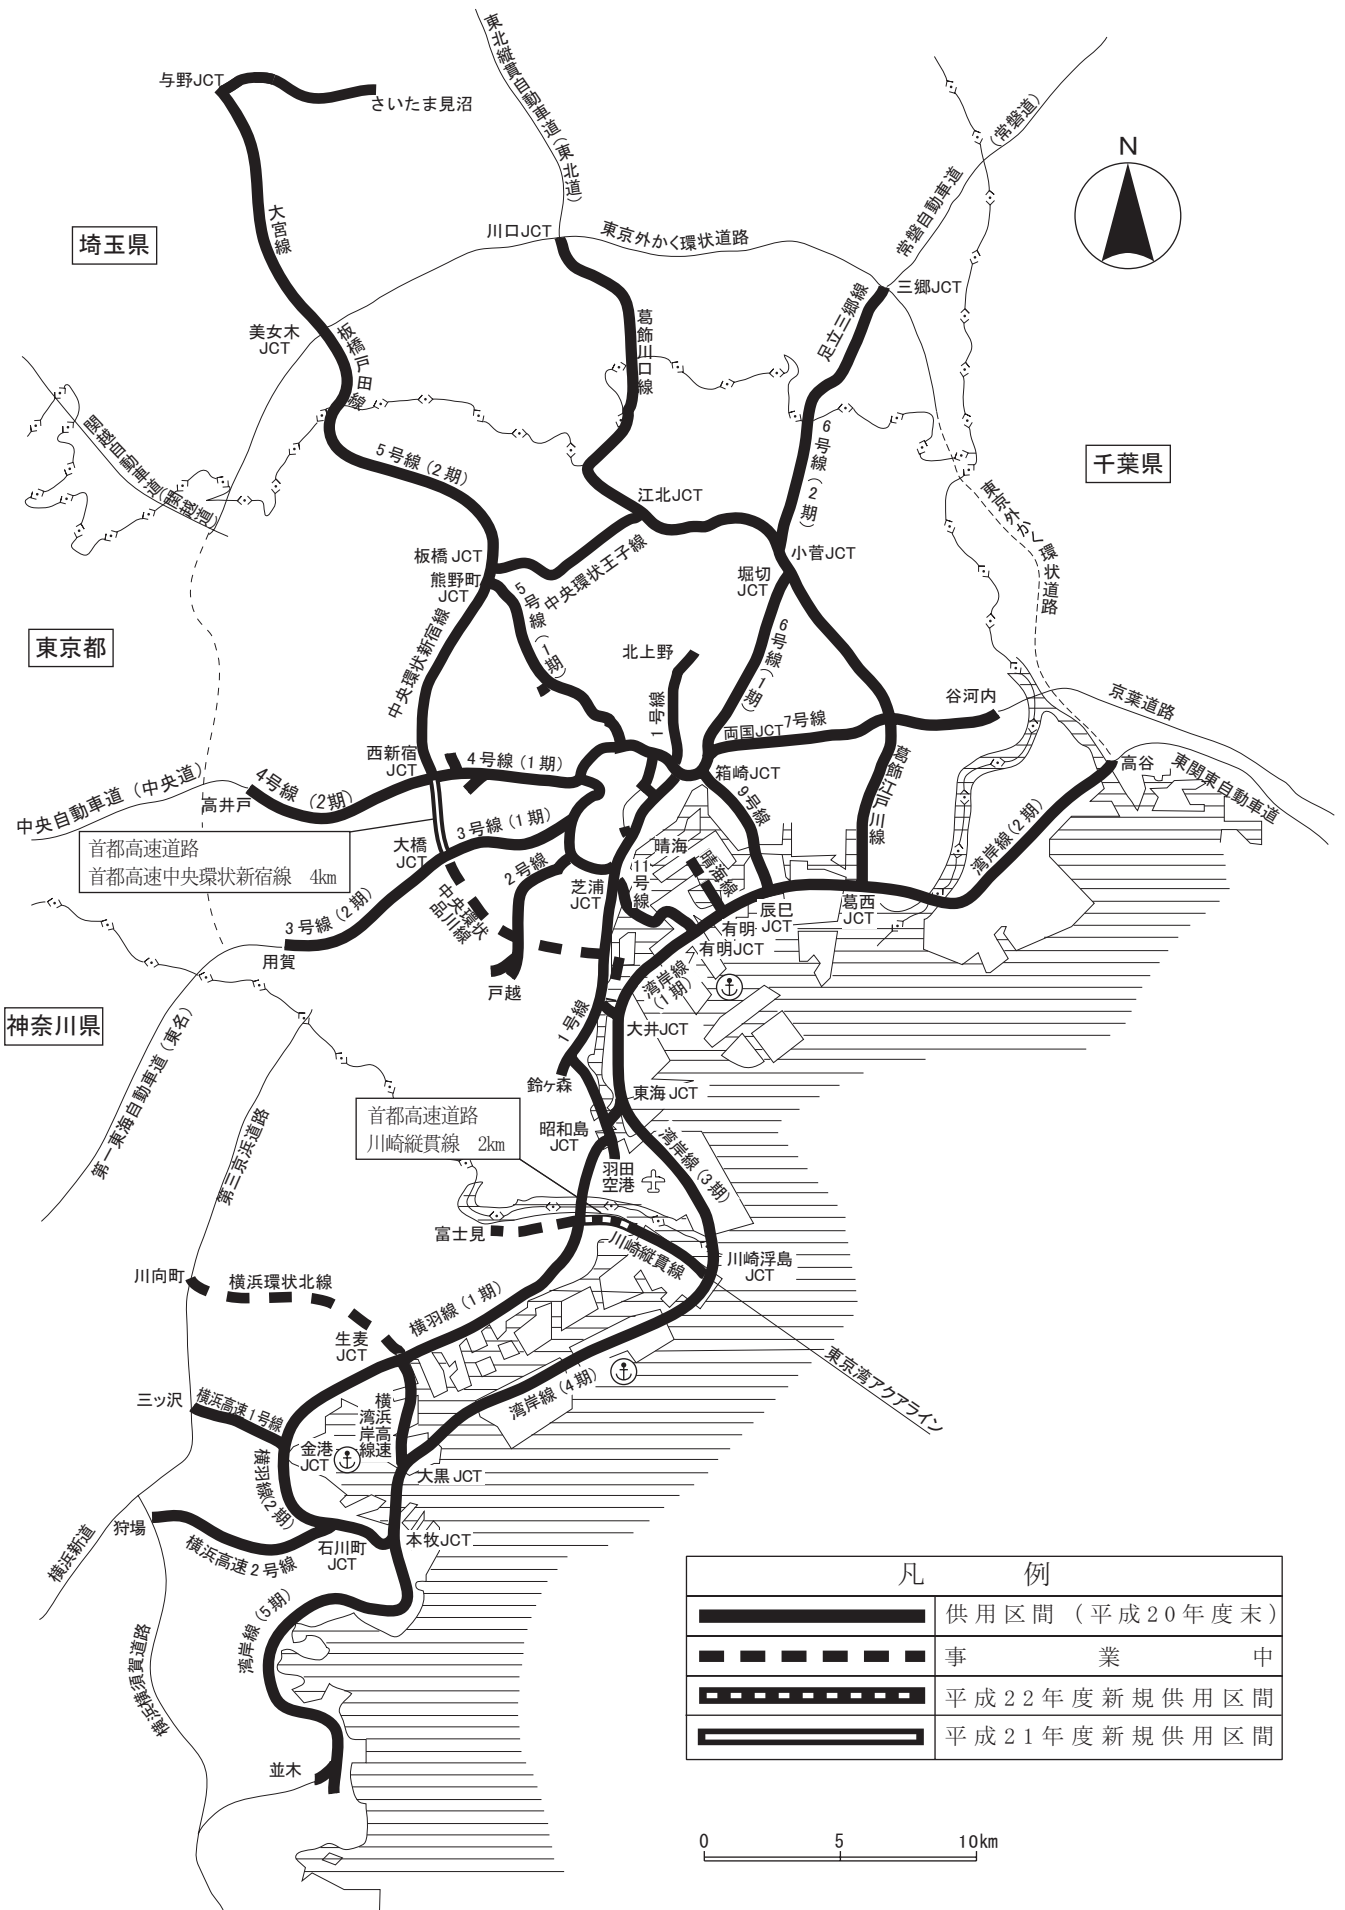 与野JCT
さいたま見沼
東北縦貫自動車道(東北道)
(常磐道)
常磐自動車道
N
大宮線
埼玉県
川口JCT
東京外かく環状道路
三郷JCT
足立三郷線
葛飾川口線
美女木
JCT
板橋戸田線
関越自動車道(関越道)
5号線(2期)
6号線(2期)
千葉県
東京外かく環状道路
江北JCT
小菅JCT
板橋JCT
熊野町
JCT
中央環状王子線
堀切
JCT
5号線(1期)
中央環状新宿線
東京都
北上野
6号線(1期)
1号線
両国JCT
7号線
谷河内
京葉道路
西新宿
JCT
4号線(1期)
箱崎JCT
高谷
東関東自動車道
中央自動車道(中央道)
高井戸
4号線(2期)
9号線
葛飾江戸川線
湾岸線(2期)
3号線(1期)
大橋
JCT
首都高速道路
首都高速中央環状新宿線 4km
晴海
晴海線
11号線
2号線
芝浦
JCT
中央環状
品川線
3号線(2期)
用賀
辰巳
JCT
葛西
JCT
有明
有明JCT
戸越
湾岸線
(1期)
神奈川県
1号線
大井JCT
第一東海自動車道(東名)
鈴ヶ森
東海JCT
首都高速道路
川崎縦貫線 2km
昭和島
JCT
湾岸線(3期)
第三京浜道路
羽田
空港
富士見
川崎縦貫線
川崎浮島
JCT
川向町
横浜環状北線
横羽線(1期)
生麦
JCT
東京湾アクアライン
三ッ沢
横浜高速1号線
横浜高速
湾岸線
湾岸線(4期)
金港
JCT
大黒JCT
横羽線(2期)
狩場
横浜新道
横浜高速2号線
石川町
JCT
本牧JCT
湾岸線(5期)
横浜横須賀道路
並木
凡例
供用区間(平成20年度末)
事業中
平成22年度新規供用区間
平成21年度新規供用区間
0 5 10km